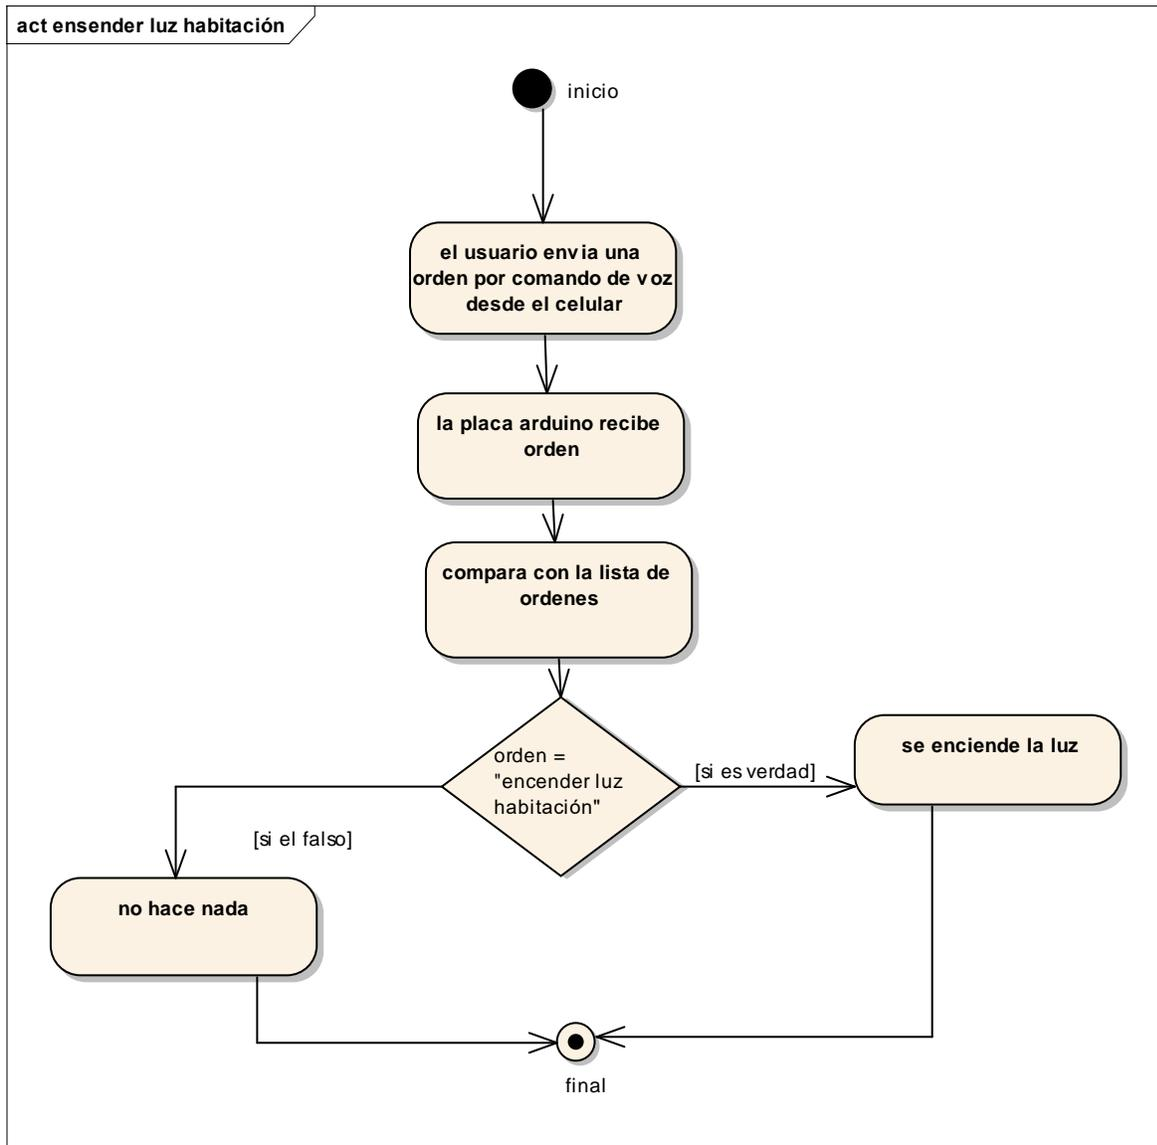 act ensender luz habitación
inicio
el usuario envia una
orden por comando de voz
desde el celular
la placa arduino recibe
orden
compara con la lista de
ordenes
orden =
"encender luz
habitación"
[si es verdad]
se enciende la luz
[si el falso]
no hace nada
final